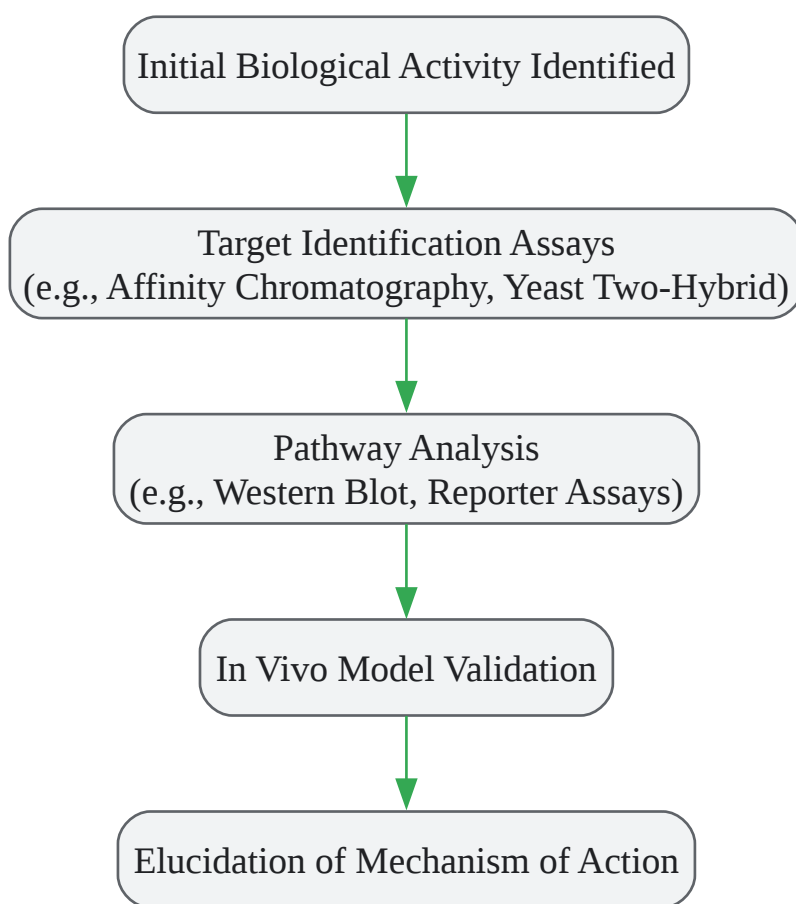 Initial Biological Activity Identified
Target Identification Assays
(e.g., Affinity Chromatography, Yeast Two-Hybrid)
Pathway Analysis
(e.g., Western Blot, Reporter Assays)
In Vivo Model Validation
Elucidation of Mechanism of Action